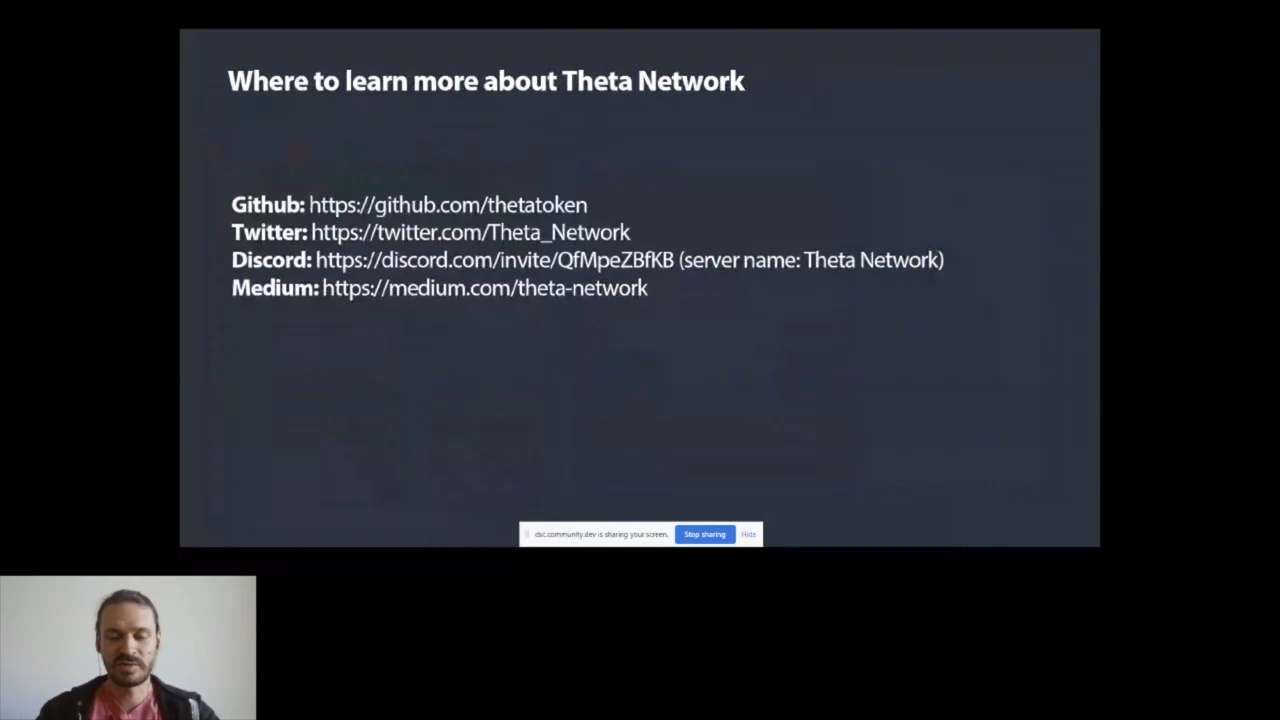 Where to learn more about Theta Network
Github: https://github.com/thetatoken
Twitter: https://twitter.com/Theta_Network
Discord: https://discord.com/invite/QfMpeZBfKB (server name: Theta Network)
Medium: https://medium.com/theta-network
dsc.community.dev is sharing your screen. Stop sharing Hide